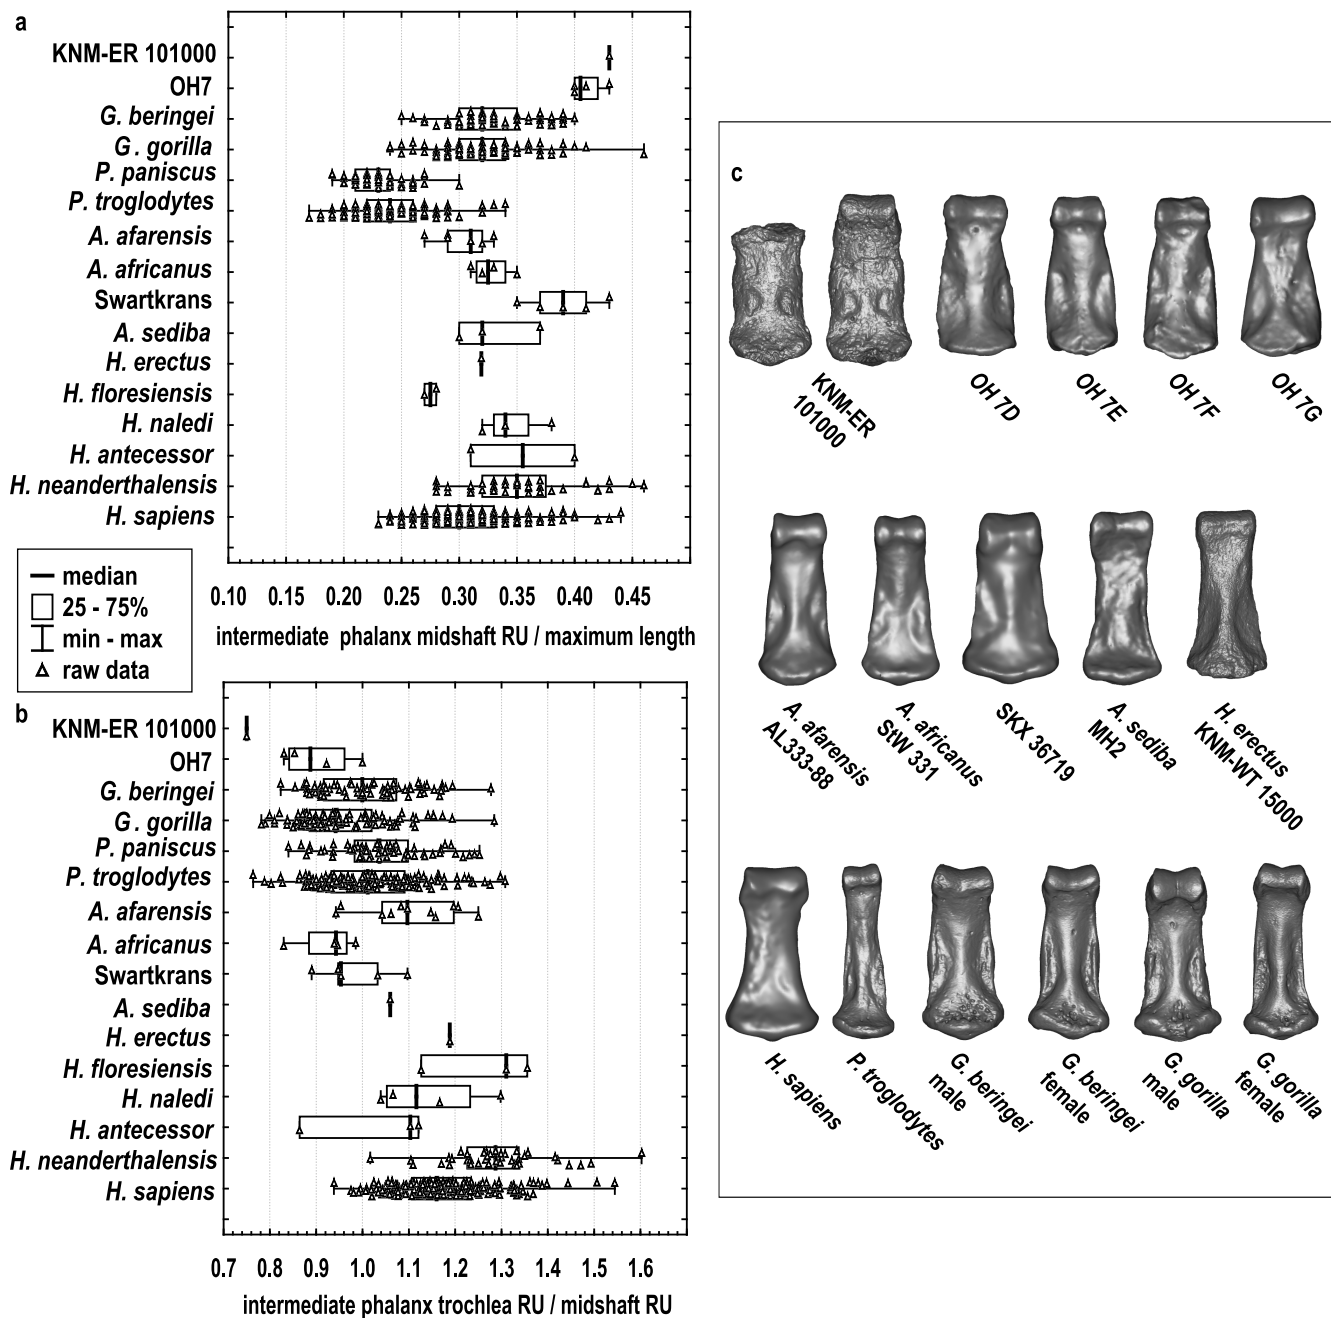 a
KNM-ER 101000
OH7
G. beringei
G. gorilla
P. paniscus
P. troglodytes
A. afarensis
A. africanus
Swartkrans
A. sediba
H. erectus
H. floresiensis
H. naledi
H. antecessor
H. neanderthalensis
H. sapiens
0.10 0.15 0.20 0.25 0.30 0.35 0.40 0.45
intermediate phalanx midshaft RU / maximum length
median
25 - 75%
min - max
raw data
b
KNM-ER 101000
OH7
G. beringei
G. gorilla
P. paniscus
P. troglodytes
A. afarensis
A. africanus
Swartkrans
A. sediba
H. erectus
H. floresiensis
H. naledi
H. antecessor
H. neanderthalensis
H. sapiens
0.7 0.8 0.9 1.0 1.1 1.2 1.3 1.4 1.5 1.6
intermediate phalanx trochlea RU / midshaft RU
c
KNM-ER
101000
OH 7D
OH 7E
OH 7F
OH 7G
A. afarensis
AL333-88
A. africanus
StW 331
SKX 36719
A. sediba
MH2
H. erectus
KNM-WT 15000
H. sapiens
P. troglodytes
G. beringei
male
G. beringei
female
G. gorilla
male
G. gorilla
female